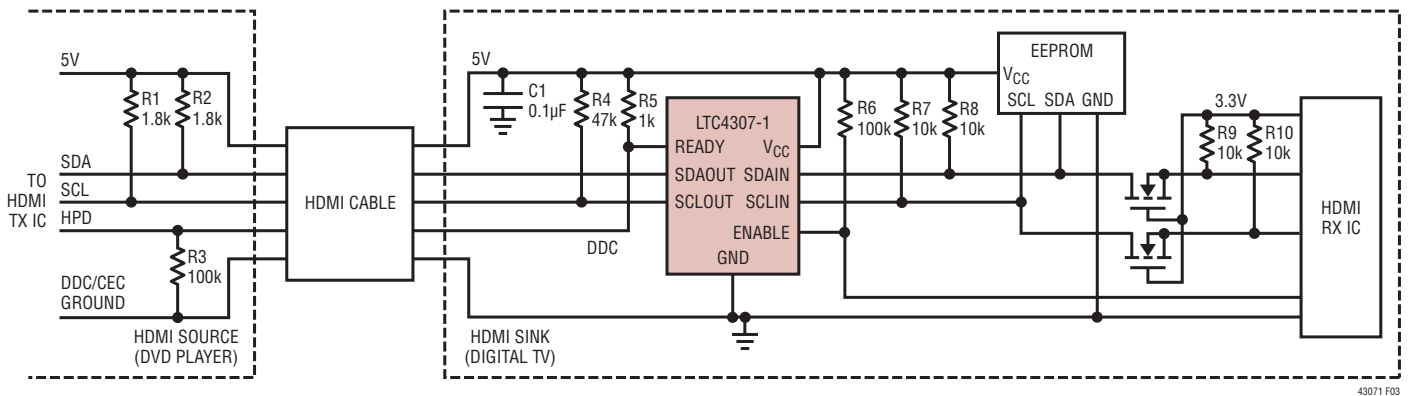 5V
R1
1.8k
R2
1.8k
SDA
TO
HDMI
TX IC
SCL
HPD
R3
100k
DDC/CEC
GROUND
HDMI SOURCE
(DVD PLAYER)
HDMI CABLE
5V
C1
0.1µF
R4
47k
R5
1k
DDC
HDMI SINK
(DIGITAL TV)
LTC4307-1
READY
VCC
SDAOUT
SDAIN
SCLOUT
SCLIN
ENABLE
GND
R6
100k
R7
10k
R8
10k
EEPROM
VCC
SCL
SDA
GND
3.3V
R9
10k
R10
10k
HDMI
RX IC
43071 F03